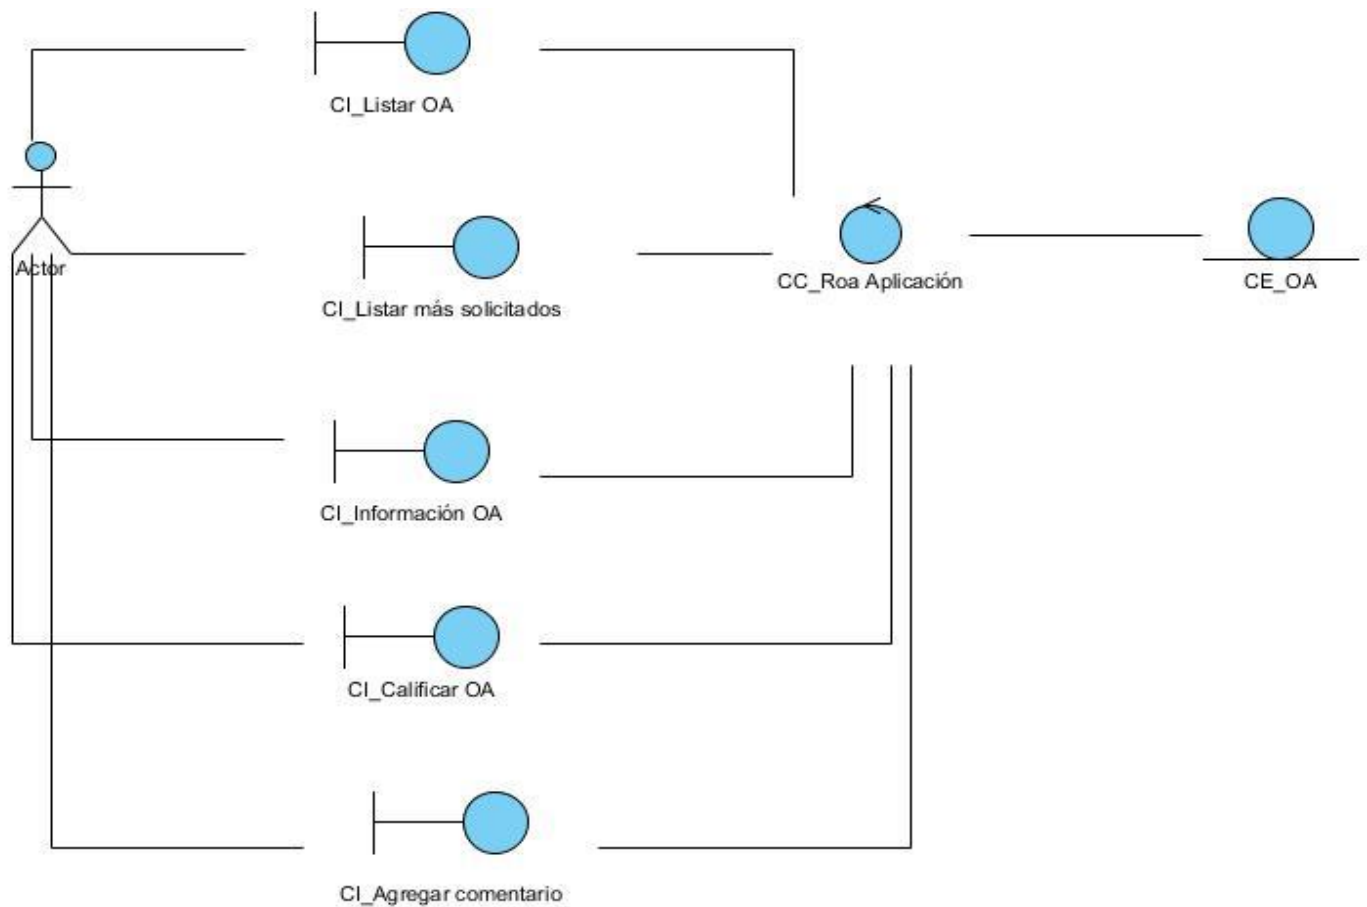 CI_Listar OA
Actor
CI_Listar más solicitados
CC_Roa Aplicación
CE_OA
CI_Información OA
CI_Calificar OA
CI_Agregar comentario